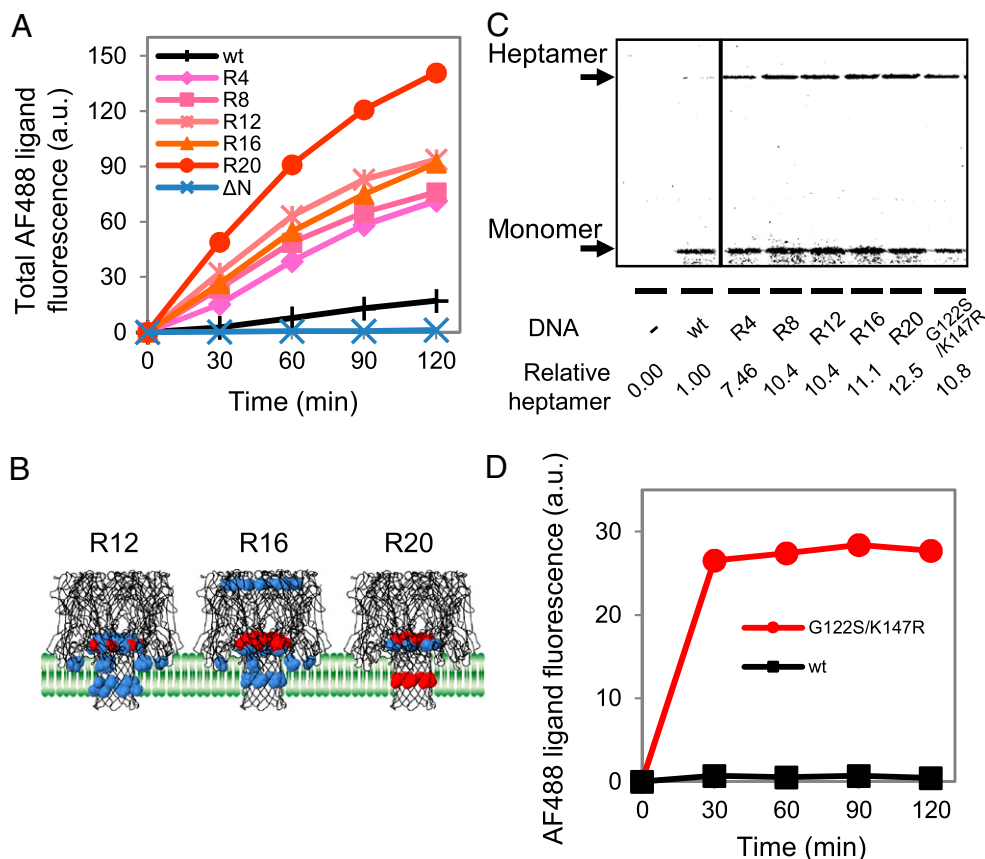 A
Total AF488 ligand
fluorescence (a.u.)
150
120
90
60
30
0
wt
R4
R8
R12
R16
R20
ΔN
0 30 60 90 120
Time (min)
B
R12 R16 R20
C
Heptamer
Monomer
DNA - wt R4 R8 R12 R16 R20 G122S
/K147R
Relative
heptamer
0.00 1.00 7.46 10.4 10.4 11.1 12.5 10.8
D
AF488 ligand fluorescence (a.u.)
30
20
10
0
G122S/K147R
wt
0 30 60 90 120
Time (min)